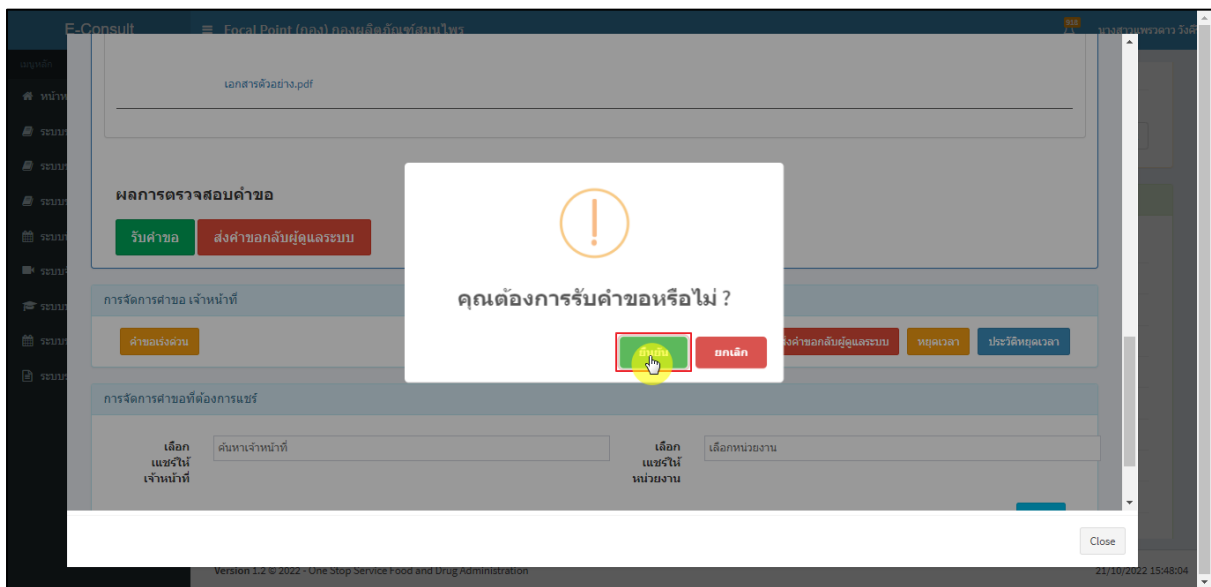 E-Consult
Focal Point (กอง) กองผลิตภัณฑ์สมุนไพร
เมนูหลัก
เอกสารตัวอย่าง.pdf
ผลการตรวจสอบคำขอ
รับคำขอ
ส่งคำขอกลับผู้ดูแลระบบ
คุณต้องการรับคำขอหรือไม่ ?
ยืนยัน
ยกเลิก
การจัดการคำขอ เจ้าหน้าที่
คำขอเร่งด่วน
ส่งคำขอกลับผู้ดูแลระบบ
หยุดเวลา
ประวัติหยุดเวลา
การจัดการคำขอที่ต้องการแชร์
เลือก
แชร์ให้
เจ้าหน้าที่
ค้นหาเจ้าหน้าที่
เลือก
แชร์ให้
หน่วยงาน
เลือกหน่วยงาน
Close
Version 1.2 © 2022 - One Stop Service Food and Drug Administration
21/10/2022 15:48:04